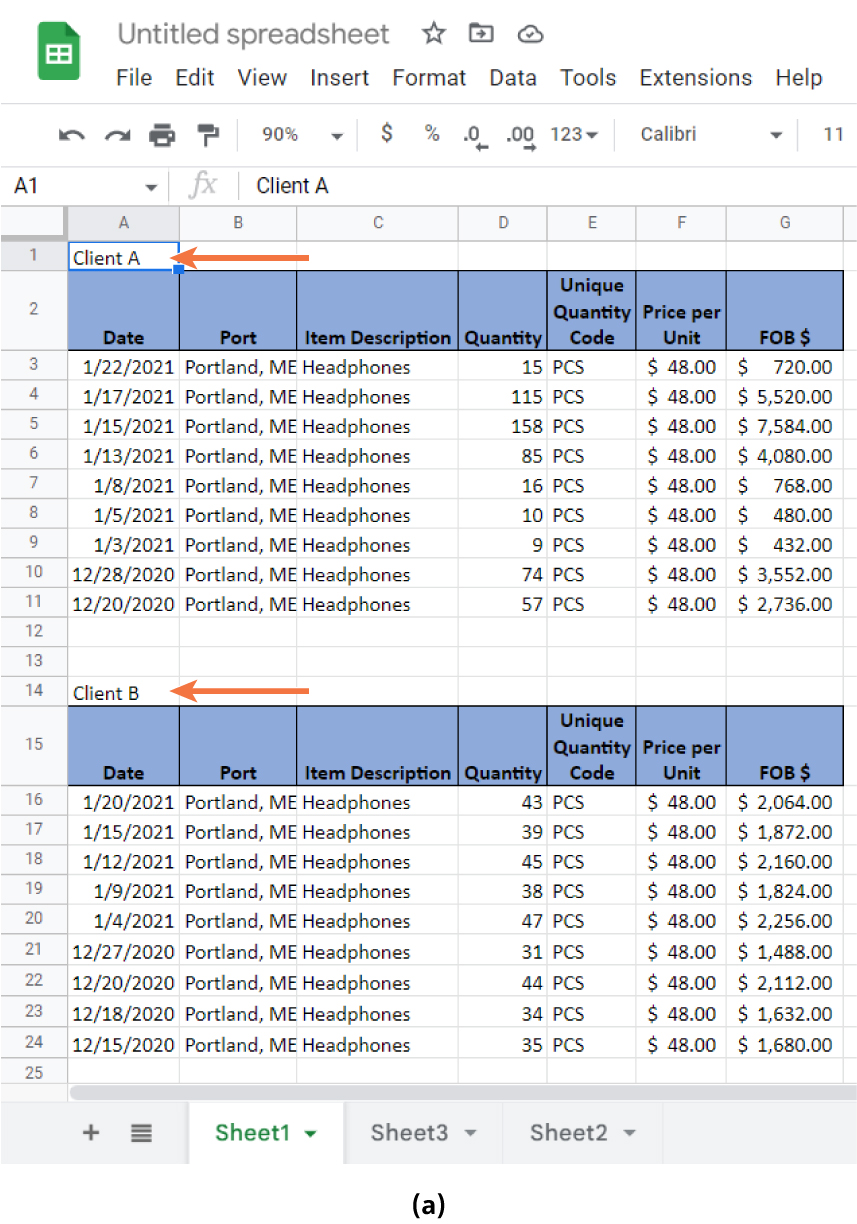 Untitled spreadsheet
File Edit View Insert Format Data Tools Extensions Help
90% $ % .0 .00 123 Calibri 11
A1 fx Client A
A B C D E F G
1 Client A
2 Date Port Item Description Quantity Unique Quantity Code Price per Unit FOB $
3 1/22/2021 Portland, ME Headphones 15 PCS $ 48.00 $ 720.00
4 1/17/2021 Portland, ME Headphones 115 PCS $ 48.00 $ 5,520.00
5 1/15/2021 Portland, ME Headphones 158 PCS $ 48.00 $ 7,584.00
6 1/13/2021 Portland, ME Headphones 85 PCS $ 48.00 $ 4,080.00
7 1/8/2021 Portland, ME Headphones 16 PCS $ 48.00 $ 768.00
8 1/5/2021 Portland, ME Headphones 10 PCS $ 48.00 $ 480.00
9 1/3/2021 Portland, ME Headphones 9 PCS $ 48.00 $ 432.00
10 12/28/2020 Portland, ME Headphones 74 PCS $ 48.00 $ 3,552.00
11 12/20/2020 Portland, ME Headphones 57 PCS $ 48.00 $ 2,736.00
12
13
14 Client B
15 Date Port Item Description Quantity Unique Quantity Code Price per Unit FOB $
16 1/20/2021 Portland, ME Headphones 43 PCS $ 48.00 $ 2,064.00
17 1/15/2021 Portland, ME Headphones 39 PCS $ 48.00 $ 1,872.00
18 1/12/2021 Portland, ME Headphones 45 PCS $ 48.00 $ 2,160.00
19 1/9/2021 Portland, ME Headphones 38 PCS $ 48.00 $ 1,824.00
20 1/4/2021 Portland, ME Headphones 47 PCS $ 48.00 $ 2,256.00
21 12/27/2020 Portland, ME Headphones 31 PCS $ 48.00 $ 1,488.00
22 12/20/2020 Portland, ME Headphones 44 PCS $ 48.00 $ 2,112.00
23 12/18/2020 Portland, ME Headphones 34 PCS $ 48.00 $ 1,632.00
24 12/15/2020 Portland, ME Headphones 35 PCS $ 48.00 $ 1,680.00
25
+ Sheet1 Sheet3 Sheet2
(a)